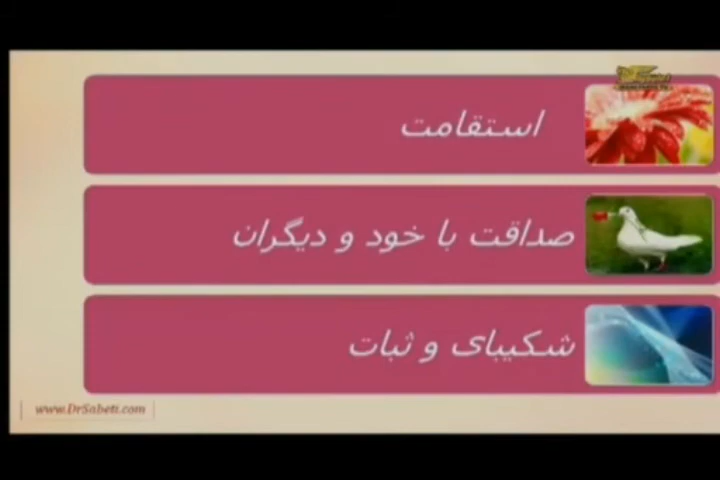 استقامت
صداقت با خود و دیگران
شکیبای و ثبات
www.DrSabeti.com